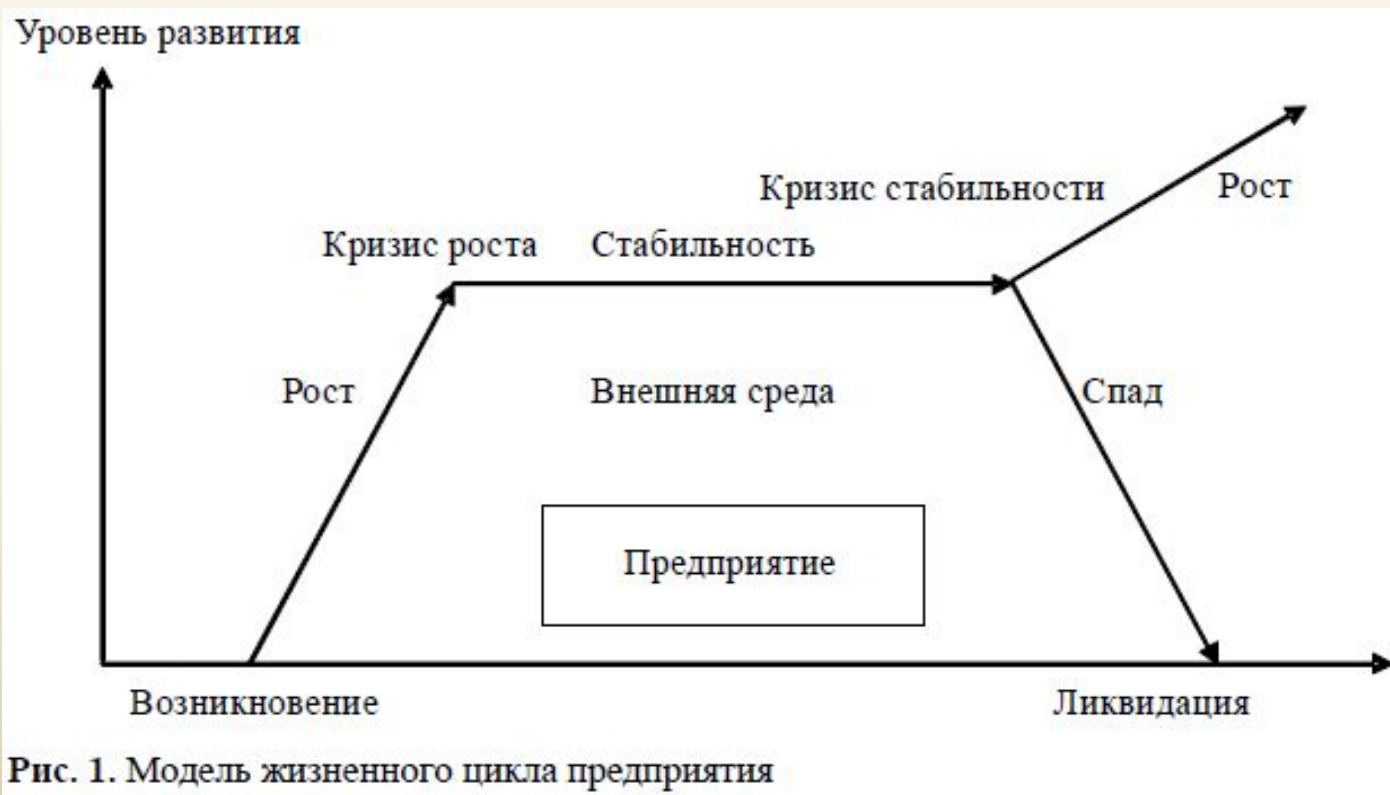 Уровень развития
Кризис стабильности
Рост
Кризис роста
Стабильность
Рост
Внешняя среда
Спад
Предприятие
Возникновение
Ликвидация
Рис. 1. Модель жизненного цикла предприятия